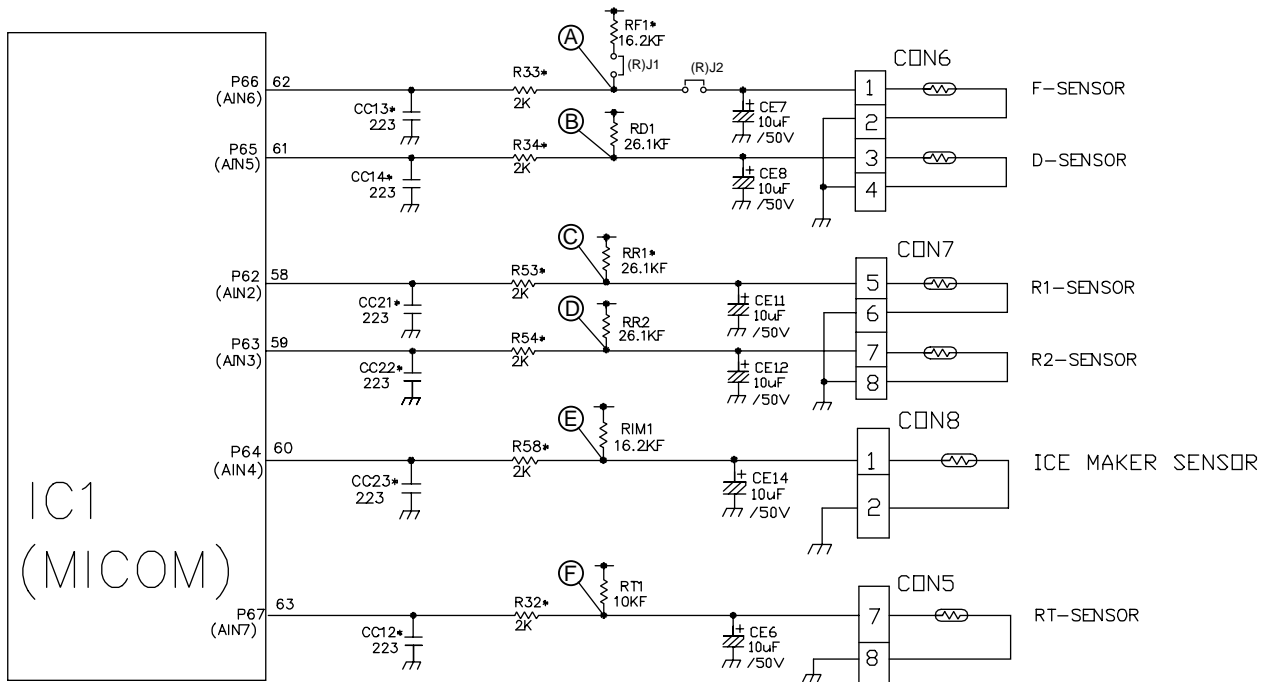 RF1*
16.2KF
A
(R)J1
(R)J2
CON6
P66
62
(AIN6)
R33*
2K
CC13*
223
CE7
10uF
/50V
1
2
F-SENSOR
B
RD1
26.1KF
P65
61
(AIN5)
R34*
2K
CC14*
223
CE8
10uF
/50V
3
4
D-SENSOR
C
RR1*
26.1KF
CON7
P62
58
(AIN2)
R53*
2K
CC21*
223
CE11
10uF
/50V
5
6
R1-SENSOR
D
RR2
26.1KF
P63
59
(AIN3)
R54*
2K
CC22*
223
CE12
10uF
/50V
7
8
R2-SENSOR
E
RIM1
16.2KF
CON8
P64
60
(AIN4)
R58*
2K
CC23*
223
CE14
10uF
/50V
1
2
ICE MAKER SENSOR
IC1
(MICOM)
F
RT1
10KF
CON5
P67
63
(AIN7)
R32*
2K
CC12*
223
CE6
10uF
/50V
7
8
RT-SENSOR